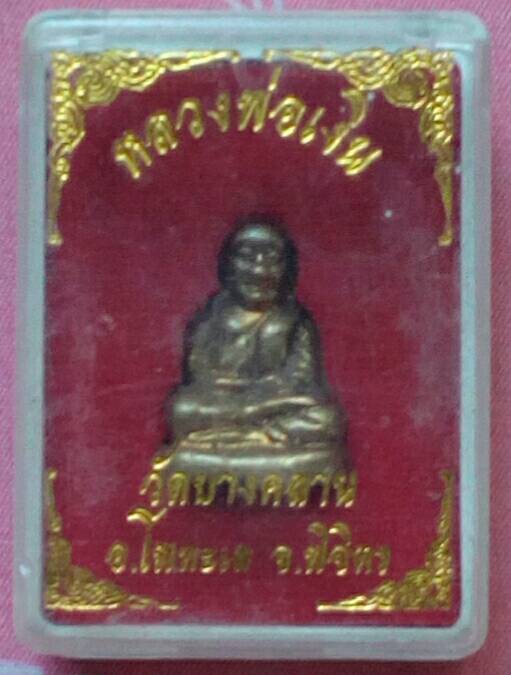 หลวงพ่อเงิน
วัดบางคลาน
อ.โพทะเล จ.พิจิตร